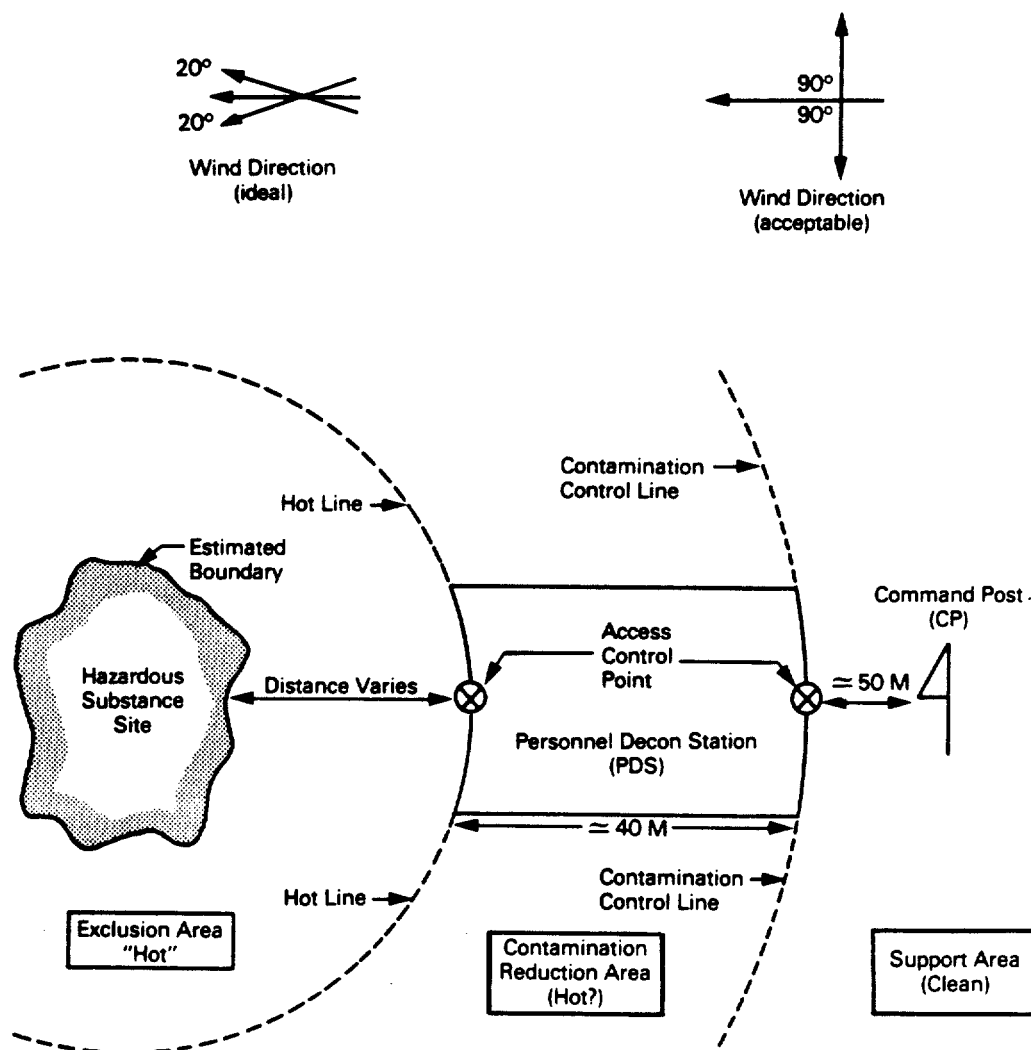 20°
20°
Wind Direction
(ideal)
90°
90°
Wind Direction
(acceptable)
Contamination
Control Line
Hot Line
Estimated
Boundary
Command Post
(CP)
Access
Control
Point
Hazardous
Substance
Site
Distance Varies
≃ 50 M
Personnel Decon Station
(PDS)
≃ 40 M
Hot Line
Contamination
Control Line
Exclusion Area
"Hot"
Contamination
Reduction Area
(Hot?)
Support Area
(Clean)